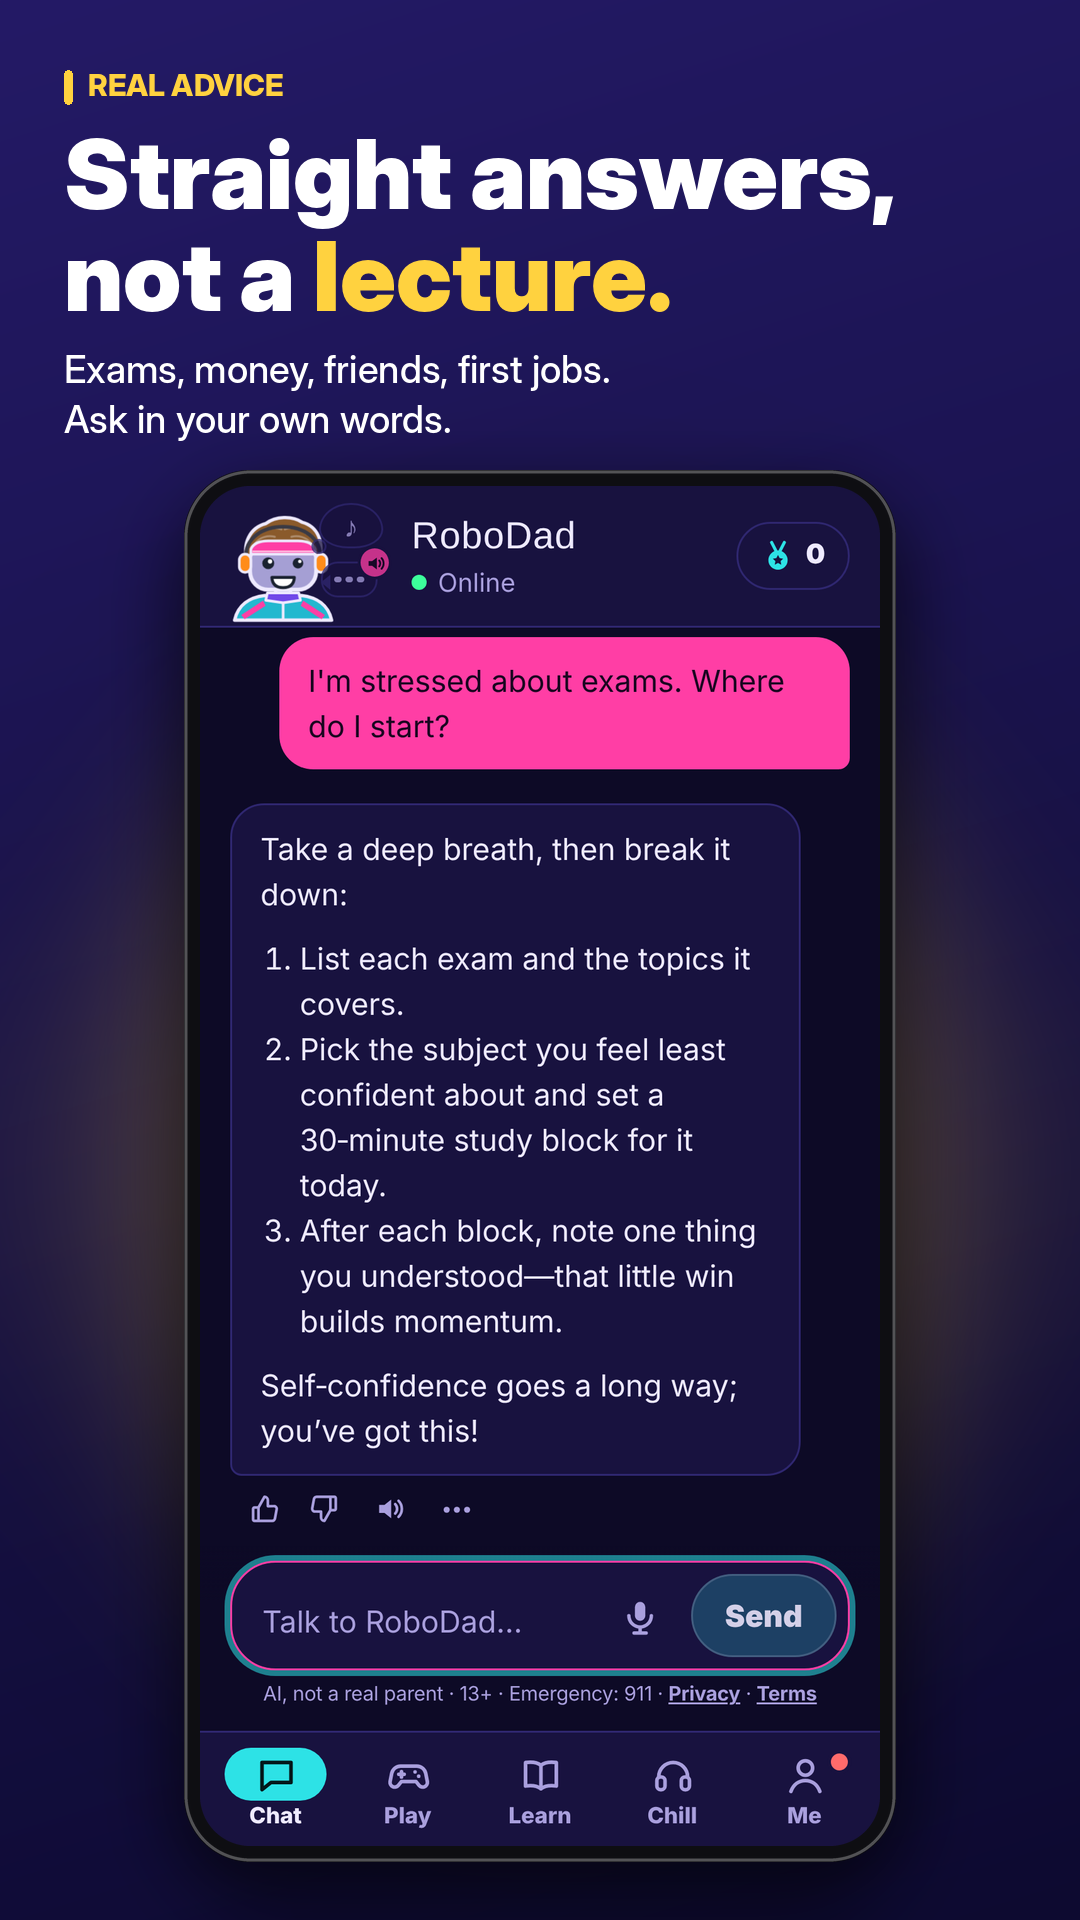 REAL ADVICE
Straight answers,
not a lecture.
Exams, money, friends, first jobs.
Ask in your own words.
RoboDad
Online
0
I'm stressed about exams. Where
do I start?
Take a deep breath, then break it
down:
1. List each exam and the topics it
covers.
2. Pick the subject you feel least
confident about and set a
30-minute study block for it
today.
3. After each block, note one thing
you understood—that little win
builds momentum.
Self-confidence goes a long way;
you’ve got this!
Talk to RoboDad...
Send
AI, not a real parent · 13+ · Emergency: 911 · Privacy · Terms
Chat
Play
Learn
Chill
Me